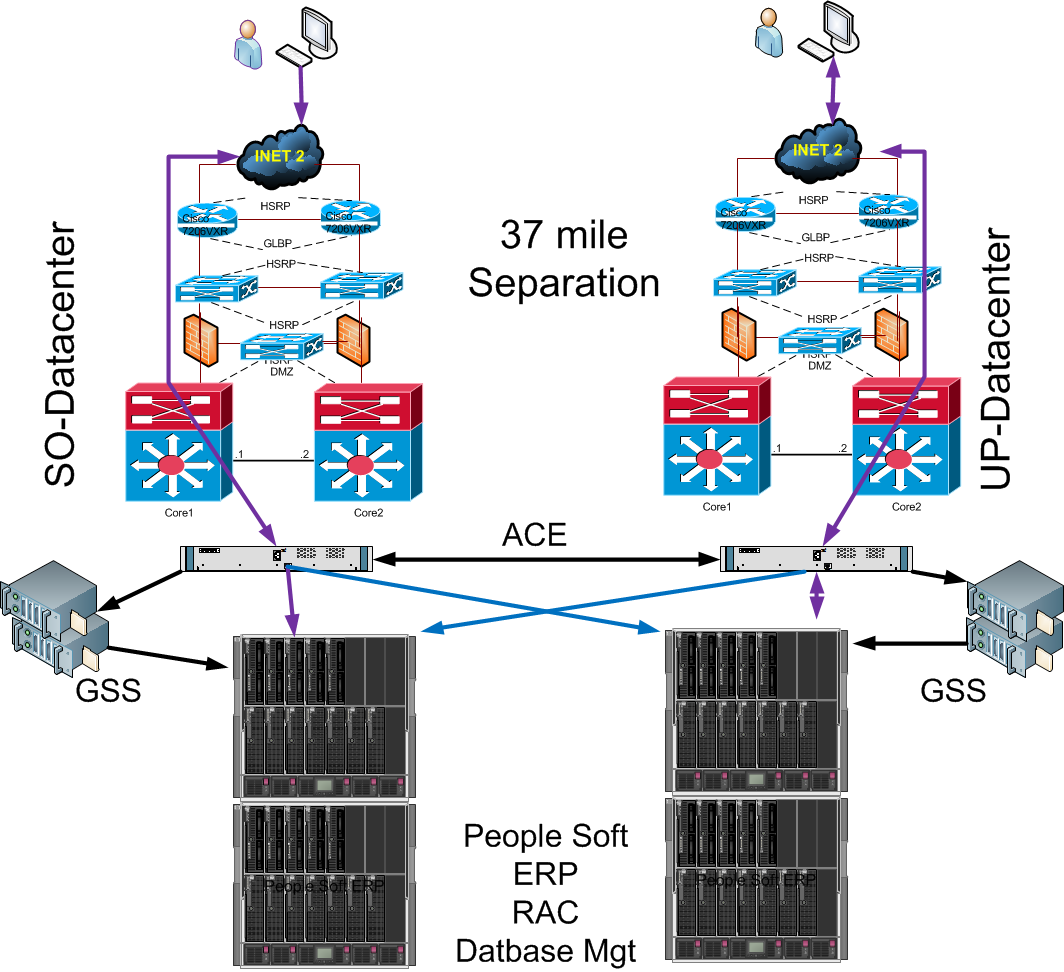 INET 2
INET 2
HSRP
HSRP
Cisco
7206VXR
Cisco
7206VXR
Cisco
7206VXR
Cisco
7206VXR
37 mile
Separation
GLBP
GLBP
HSRP
HSRP
SO-Datacenter
UP-Datacenter
HSRP
HSRP
HSRP
DMZ
HSRP
DMZ
.1
.2
.1
.2
Core1
Core2
Core1
Core2
ACE
GSS
GSS
People Soft
ERP
RAC
Datbase Mgt
People Soft ERP
People Soft ERP